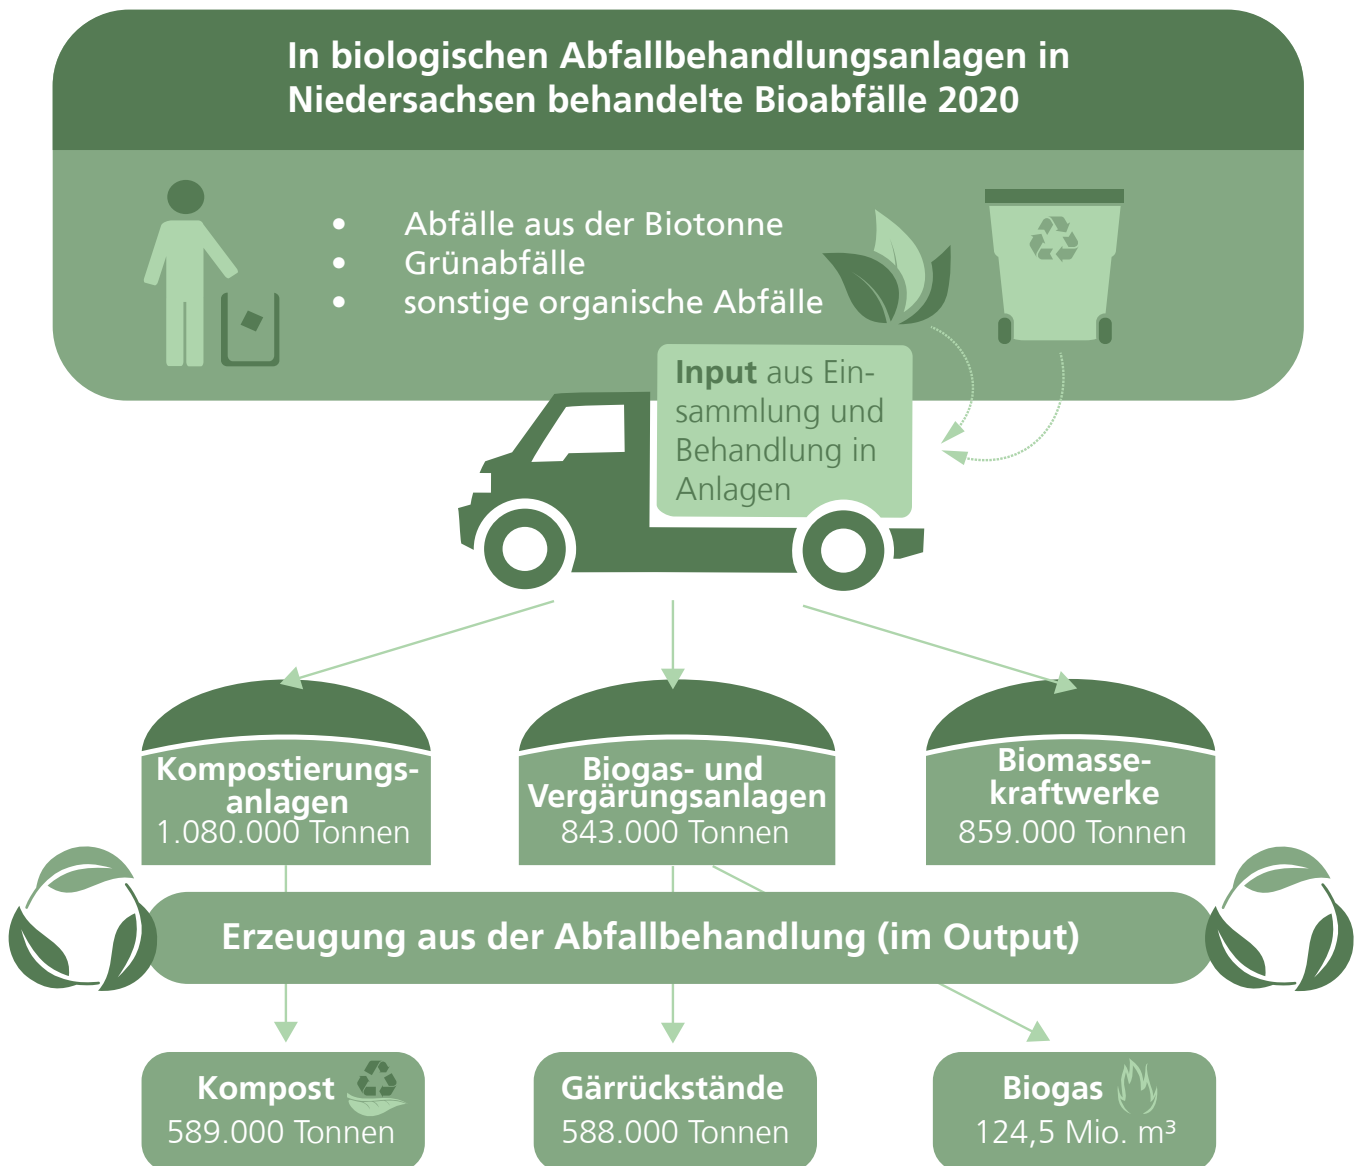 In biologischen Abfallbehandlungsanlagen in
Niedersachsen behandelte Bioabfälle 2020
• Abfälle aus der Biotonne
• Grünabfälle
• sonstige organische Abfälle
Input aus Ein-
sammlung und
Behandlung in
Anlagen
Kompostierungs-
anlagen
1.080.000 Tonnen
Biogas- und
Vergärungsanlagen
843.000 Tonnen
Biomasse-
kraftwerke
859.000 Tonnen
Erzeugung aus der Abfallbehandlung (im Output)
Kompost
589.000 Tonnen
Gärrückstände
588.000 Tonnen
Biogas
124,5 Mio. m³